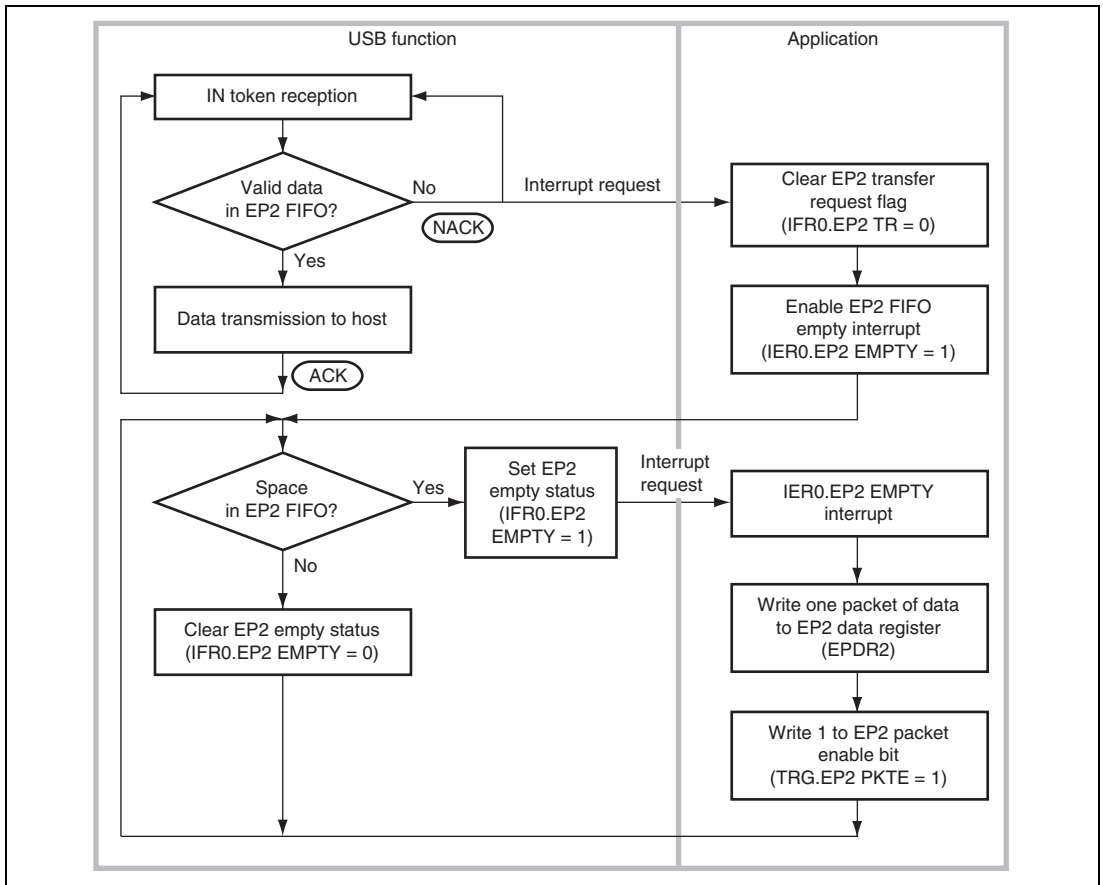 USB function
Application
IN token reception
Valid data
in EP2 FIFO?
No
NACK
Interrupt request
Clear EP2 transfer
request flag
(IFR0.EP2 TR = 0)
Yes
Data transmission to host
ACK
Enable EP2 FIFO
empty interrupt
(IER0.EP2 EMPTY = 1)
Space
in EP2 FIFO?
Yes
Set EP2
empty status
(IFR0.EP2
EMPTY = 1)
Interrupt
request
IER0.EP2 EMPTY
interrupt
No
Clear EP2 empty status
(IFR0.EP2 EMPTY = 0)
Write one packet of data
to EP2 data register
(EPDR2)
Write 1 to EP2 packet
enable bit
(TRG.EP2 PKTE = 1)